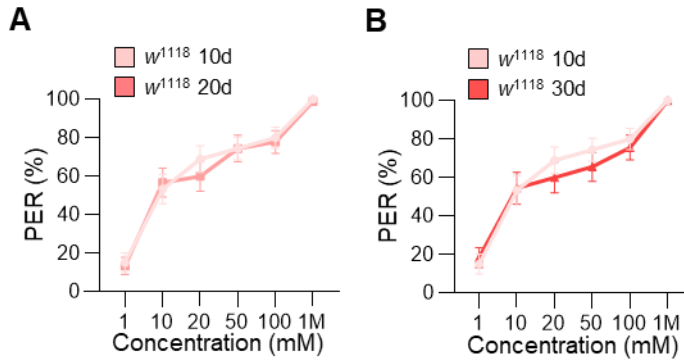 A
w¹¹¹⁸ 10d
w¹¹¹⁸ 20d
PER (%)
100
80
60
40
20
0
1 10 20 50 100 1M
Concentration (mM)
B
w¹¹¹⁸ 10d
w¹¹¹⁸ 30d
PER (%)
100
80
60
40
20
0
1 10 20 50 100 1M
Concentration (mM)